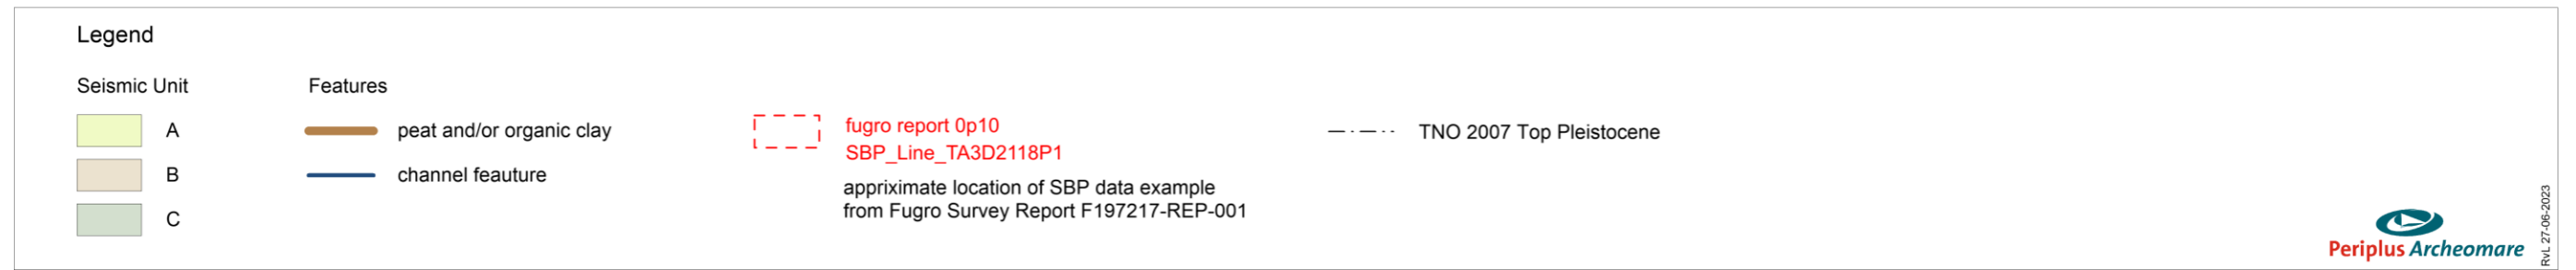 Legend
Seismic Unit
A
B
C
Features
peat and/or organic clay
channel feauture
fugro report 0p10
SBP_Line_TA3D2118P1
appriximate location of SBP data example
from Fugro Survey Report F197217-REP-001
TNO 2007 Top Pleistocene
Periplus Archeomare
RvL 27-06-2023